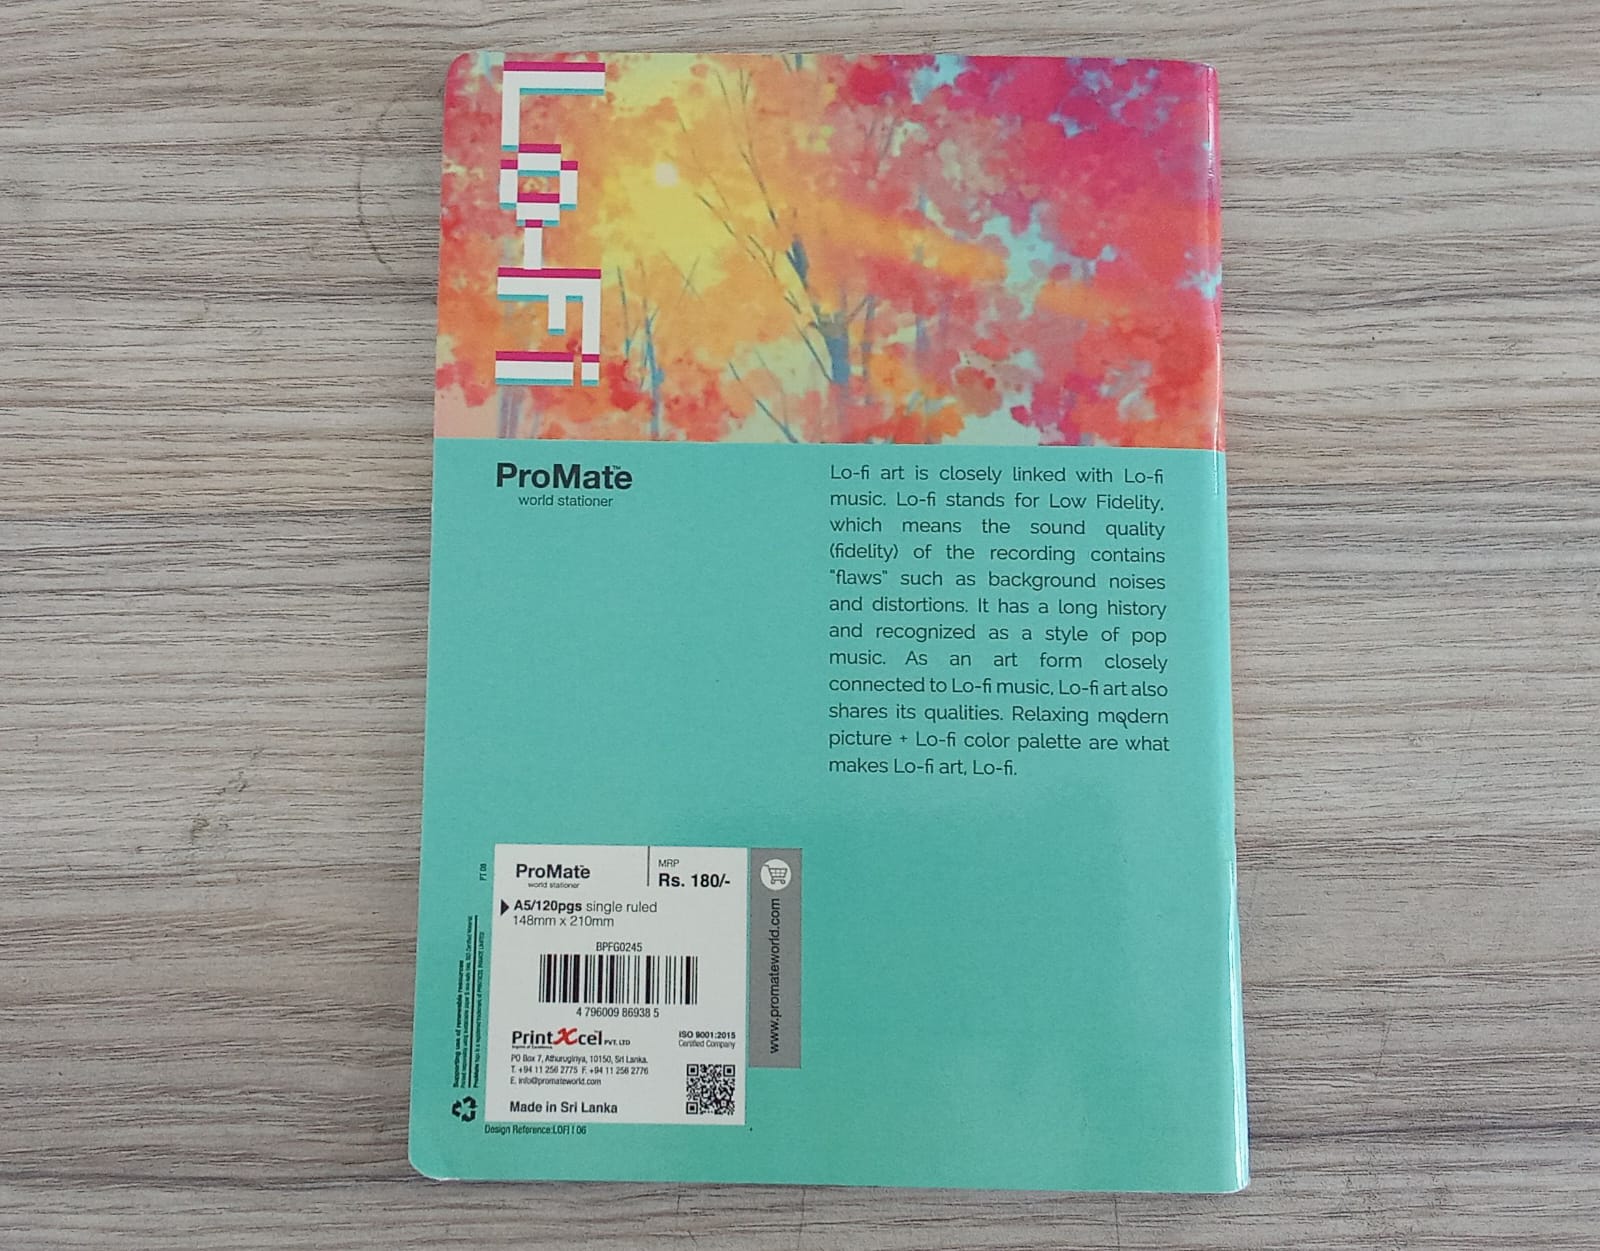 Lo-Fi
ProMate™
world stationer
Lo-fi art is closely linked with Lo-fi
music. Lo-fi stands for Low Fidelity,
which means the sound quality
(fidelity) of the recording contains
"flaws" such as background noises
and distortions. It has a long history
and recognized as a style of pop
music. As an art form closely
connected to Lo-fi music, Lo-fi art also
shares its qualities. Relaxing modern
picture + Lo-fi color palette are what
makes Lo-fi art, Lo-fi.
ProMate™
world stationer
MRP
Rs. 180/-
A5/120pgs single ruled
148mm x 210mm
BPFG0245
4 796009 86938 5
PrintXcel PVT. LTD
ISO 9001:2015
Certified Company
PO Box 7, Athurugiriya, 10150, Sri Lanka.
T. +94 11 256 2775 F. +94 11 256 2776
E. info@promateworld.com
Made in Sri Lanka
www.promateworld.com
Supporting use of renewable resources
Design Reference:LOFI I 06